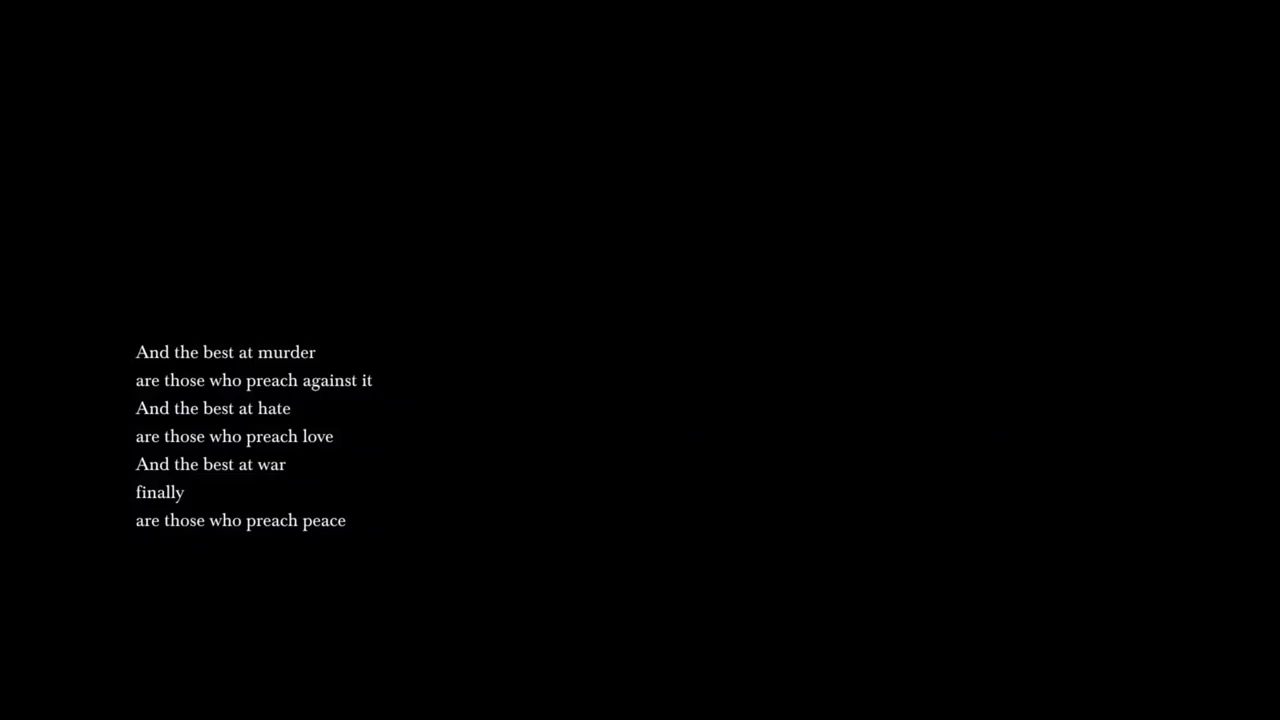 And the best at murder
are those who preach against it
And the best at hate
are those who preach love
And the best at war
finally
are those who preach peace